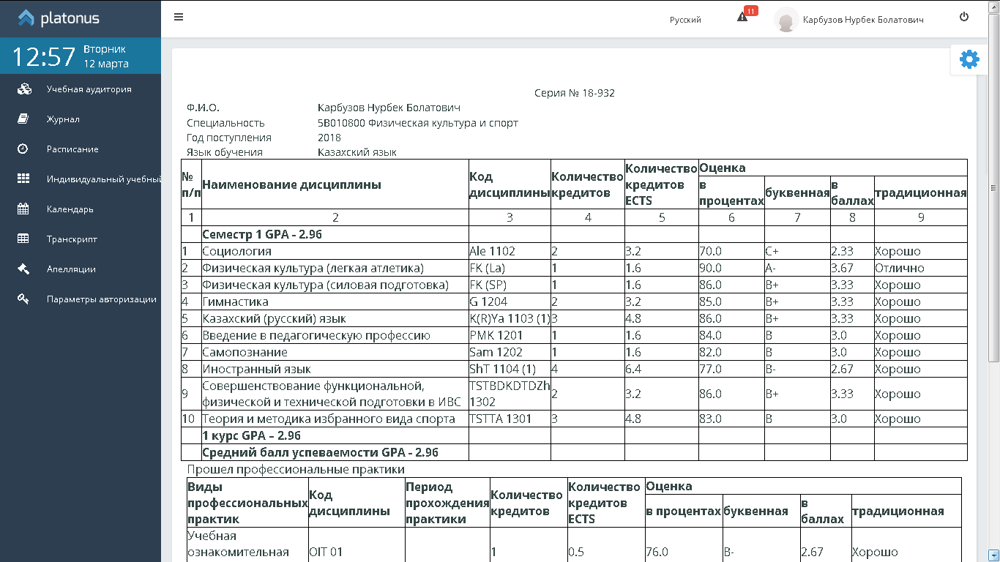 platonus
Русский
11
Карбузов Нурбек Болатович
12:57
Вторник
12 марта
Учебная аудитория
Журнал
Расписание
Индивидуальный учебный
Календарь
Транскрипт
Апелляции
Параметры авторизации
Серия № 18-932
Ф.И.О. Карбузов Нурбек Болатович
Специальность 5B010800 Физическая культура и спорт
Год поступления 2018
Язык обучения Казахский язык
№ п/п Наименование дисциплины Код дисциплины Количество кредитов Количество кредитов ECTS Оценка
в процентах буквенная в баллах традиционная
1 2 3 4 5 6 7 8 9
Семестр 1 GPA - 2.96
1 Социология Ale 1102 2 3.2 70.0 C+ 2.33 Хорошо
2 Физическая культура (легкая атлетика) FK (La) 1 1.6 90.0 A- 3.67 Отлично
3 Физическая культура (силовая подготовка) FK (SP) 1 1.6 86.0 B+ 3.33 Хорошо
4 Гимнастика G 1204 2 3.2 85.0 B+ 3.33 Хорошо
5 Казахский (русский) язык K(R)Ya 1103 (1) 3 4.8 86.0 B+ 3.33 Хорошо
6 Введение в педагогическую профессию PMK 1201 1 1.6 84.0 B 3.0 Хорошо
7 Самопознание Sam 1202 1 1.6 82.0 B 3.0 Хорошо
8 Иностранный язык ShT 1104 (1) 4 6.4 77.0 B- 2.67 Хорошо
9 Совершенствование функциональной, физической и технической подготовки в ИВС TSTBDKDTDZh 1302 2 3.2 86.0 B+ 3.33 Хорошо
10 Теория и методика избранного вида спорта TSTTA 1301 3 4.8 83.0 B 3.0 Хорошо
1 курс GPA – 2.96
Средний балл успеваемости GPA - 2.96
Прошел профессиональные практики
Виды профессиональных практик Код дисциплины Период прохождения практики Количество кредитов Количество кредитов ECTS Оценка
в процентах буквенная в баллах традиционная
Учебная
ознакомительная OIT 01 1 0.5 76.0 B- 2.67 Хорошо